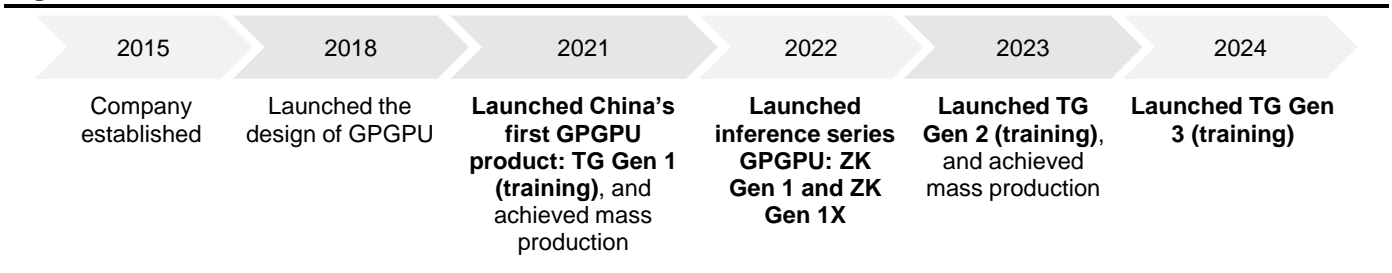 2015
2018
2021
2022
2023
2024
Company
established
Launched the
design of GPGPU
Launched China’s
first GPGPU
product: TG Gen 1
(training), and
achieved mass
production
Launched
inference series
GPGPU: ZK
Gen 1 and ZK
Gen 1X
Launched TG
Gen 2 (training),
and achieved
mass production
Launched TG Gen
3 (training)